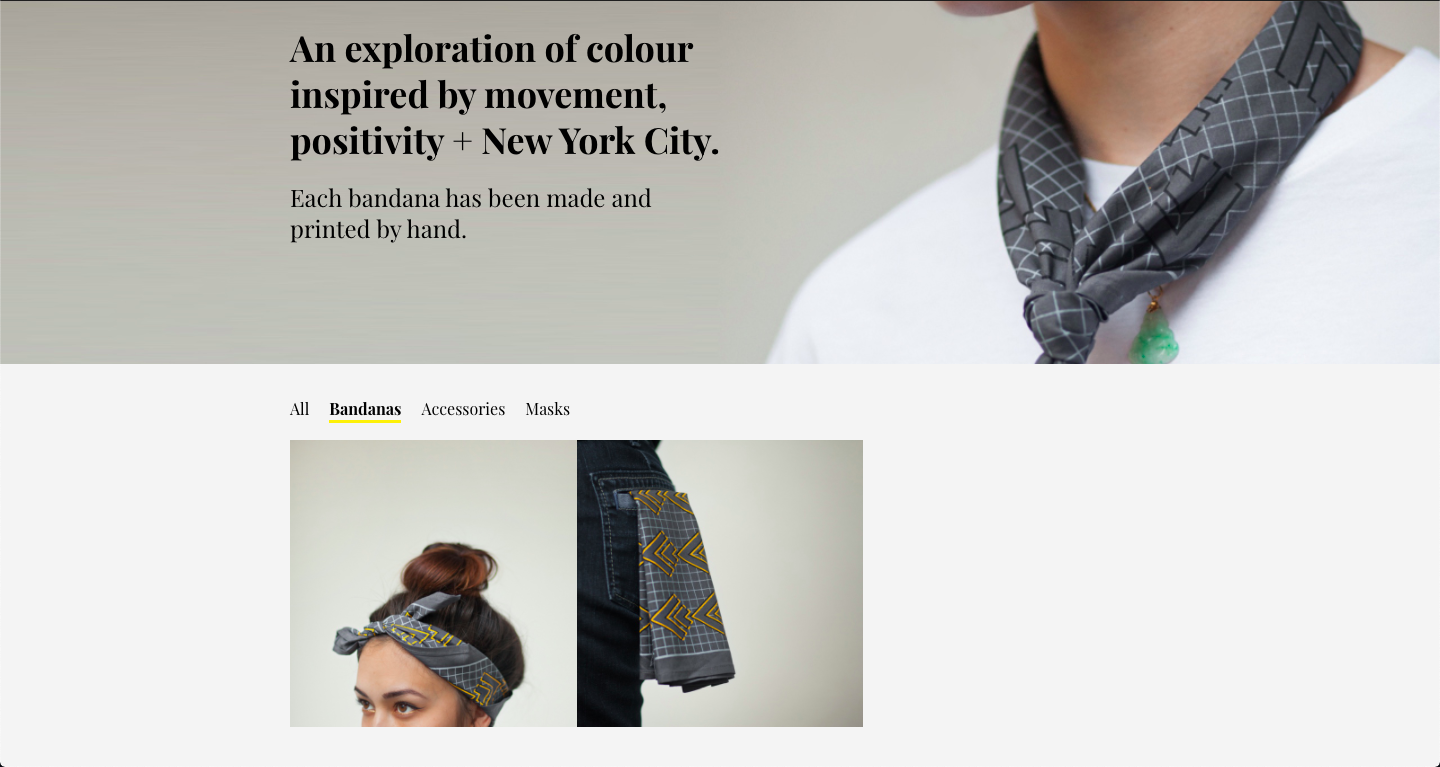 An exploration of colour
inspired by movement,
positivity + New York City.
Each bandana has been made and
printed by hand.
All Bandanas Accessories Masks